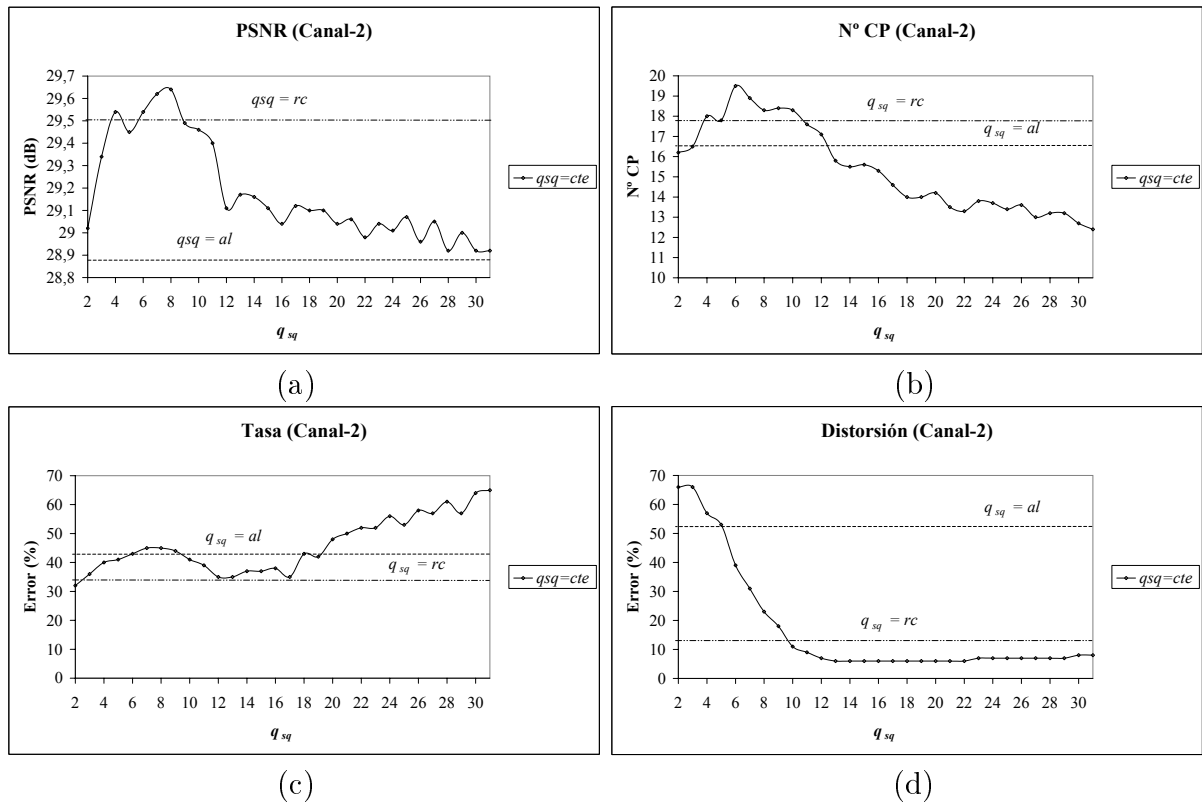 PSNR (Canal-2)
PSNR (dB)
29,7
29,6
29,5
29,4
29,3
29,2
29,1
29
28,9
28,8
qsq = rc
qsq = al
qsq=cte
2 4 6 8 10 12 14 16 18 20 22 24 26 28 30
q sq
(a)
Nº CP (Canal-2)
Nº CP
20
19
18
17
16
15
14
13
12
11
10
q sq = rc
q sq = al
qsq=cte
2 4 6 8 10 12 14 16 18 20 22 24 26 28 30
q sq
(b)
Tasa (Canal-2)
Error (%)
70
60
50
40
30
20
10
0
q sq = al
q sq = rc
qsq=cte
2 4 6 8 10 12 14 16 18 20 22 24 26 28 30
q sq
(c)
Distorsión (Canal-2)
Error (%)
70
60
50
40
30
20
10
0
q sq = al
q sq = rc
qsq=cte
2 4 6 8 10 12 14 16 18 20 22 24 26 28 30
q sq
(d)